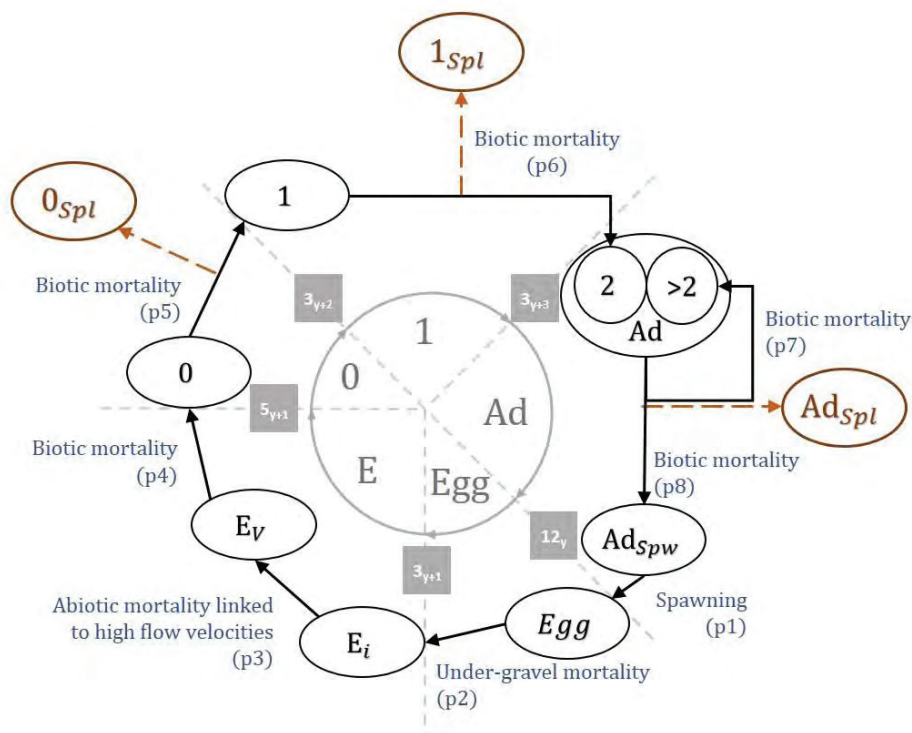 1Spl
Biotic mortality
(p6)
0Spl
1
Biotic mortality
(p5)
3y+2
3y+3
2
>2
Ad
Biotic mortality
(p7)
1
0
Ad
E
Egg
0
5y+1
AdSpl
Biotic mortality
(p4)
Biotic mortality
(p8)
EV
12y
AdSpw
3y+1
Abiotic mortality linked
to high flow velocities
(p3)
Ei
Egg
Spawning
(p1)
Under-gravel mortality
(p2)